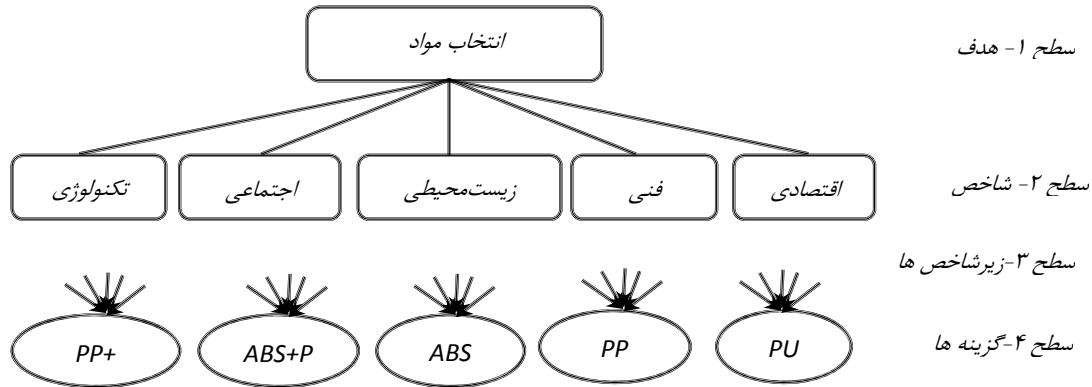 انتخاب مواد
سطح ۱- هدف
اقتصادی
فنی
زیست‌محیطی
اجتماعی
تکنولوژی
سطح ۲- شاخص
سطح ۳-زیرشاخص ها
PU
PP
ABS
ABS+P
PP+
سطح ۴-گزینه ها